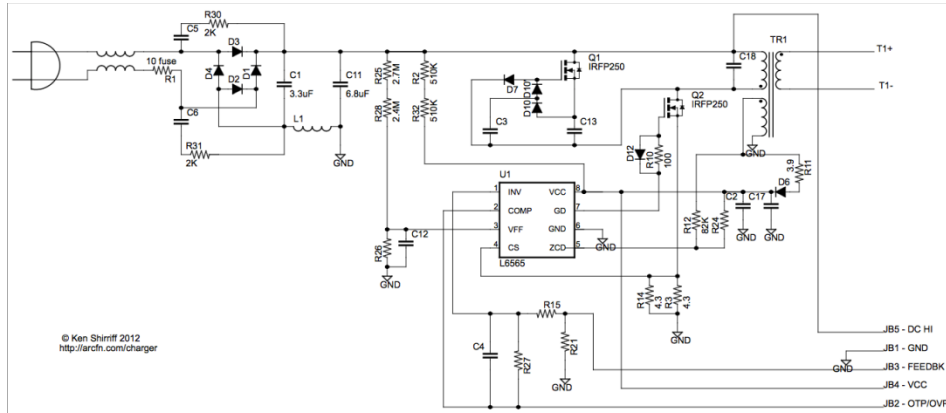 R30
2K
C5
D3
10 fuse
R1
D4
D2
D1
C1
3.3uF
C11
6.8uF
L1
GND
C6
R31
2K
R25
2.7M
R28
2.4M
R2
510K
R32
510K
Q1
IRFP250
D7
D10
D10
C3
C13
Q2
IRFP250
D12
R10
100
C18
TR1
T1+
T1-
GND
3.9
R11
D6
C2
C17
R12
82K
R24
GND
GND
U1
1
INV
VCC
8
2
COMP
GD
7
3
VFF
GND
6
4
CS
ZCD
5
L6565
GND
R26
C12
GND
R14
4.3
R3
4.3
GND
R15
R21
GND
C4
R27
JB5 - DC HI
JB1 - GND
GND
JB3 - FEEDBK
JB4 - VCC
JB2 - OTP/OVP
© Ken Shirriff 2012
http://arcfn.com/charger